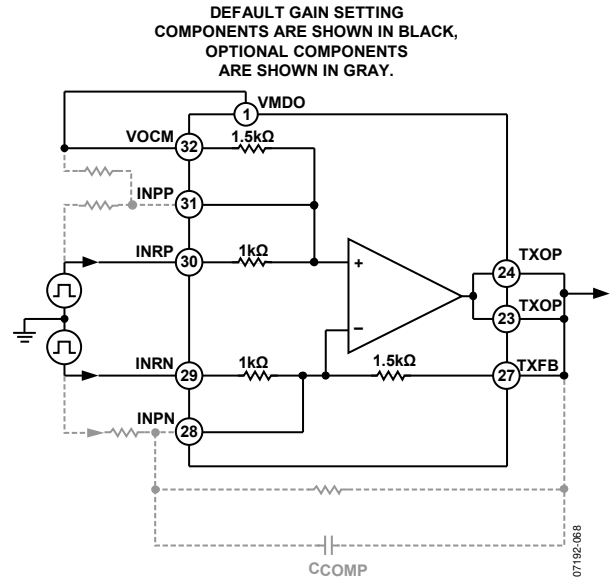 DEFAULT GAIN SETTING
COMPONENTS ARE SHOWN IN BLACK,
OPTIONAL COMPONENTS
ARE SHOWN IN GRAY.
VMDO
1
VOCM
32
1.5kΩ
INPP
31
INRP
30
1kΩ
+
TXOP
24
TXOP
23
–
INRN
29
1kΩ
1.5kΩ
27
TXFB
INPN
28
CCOMP
07192-068